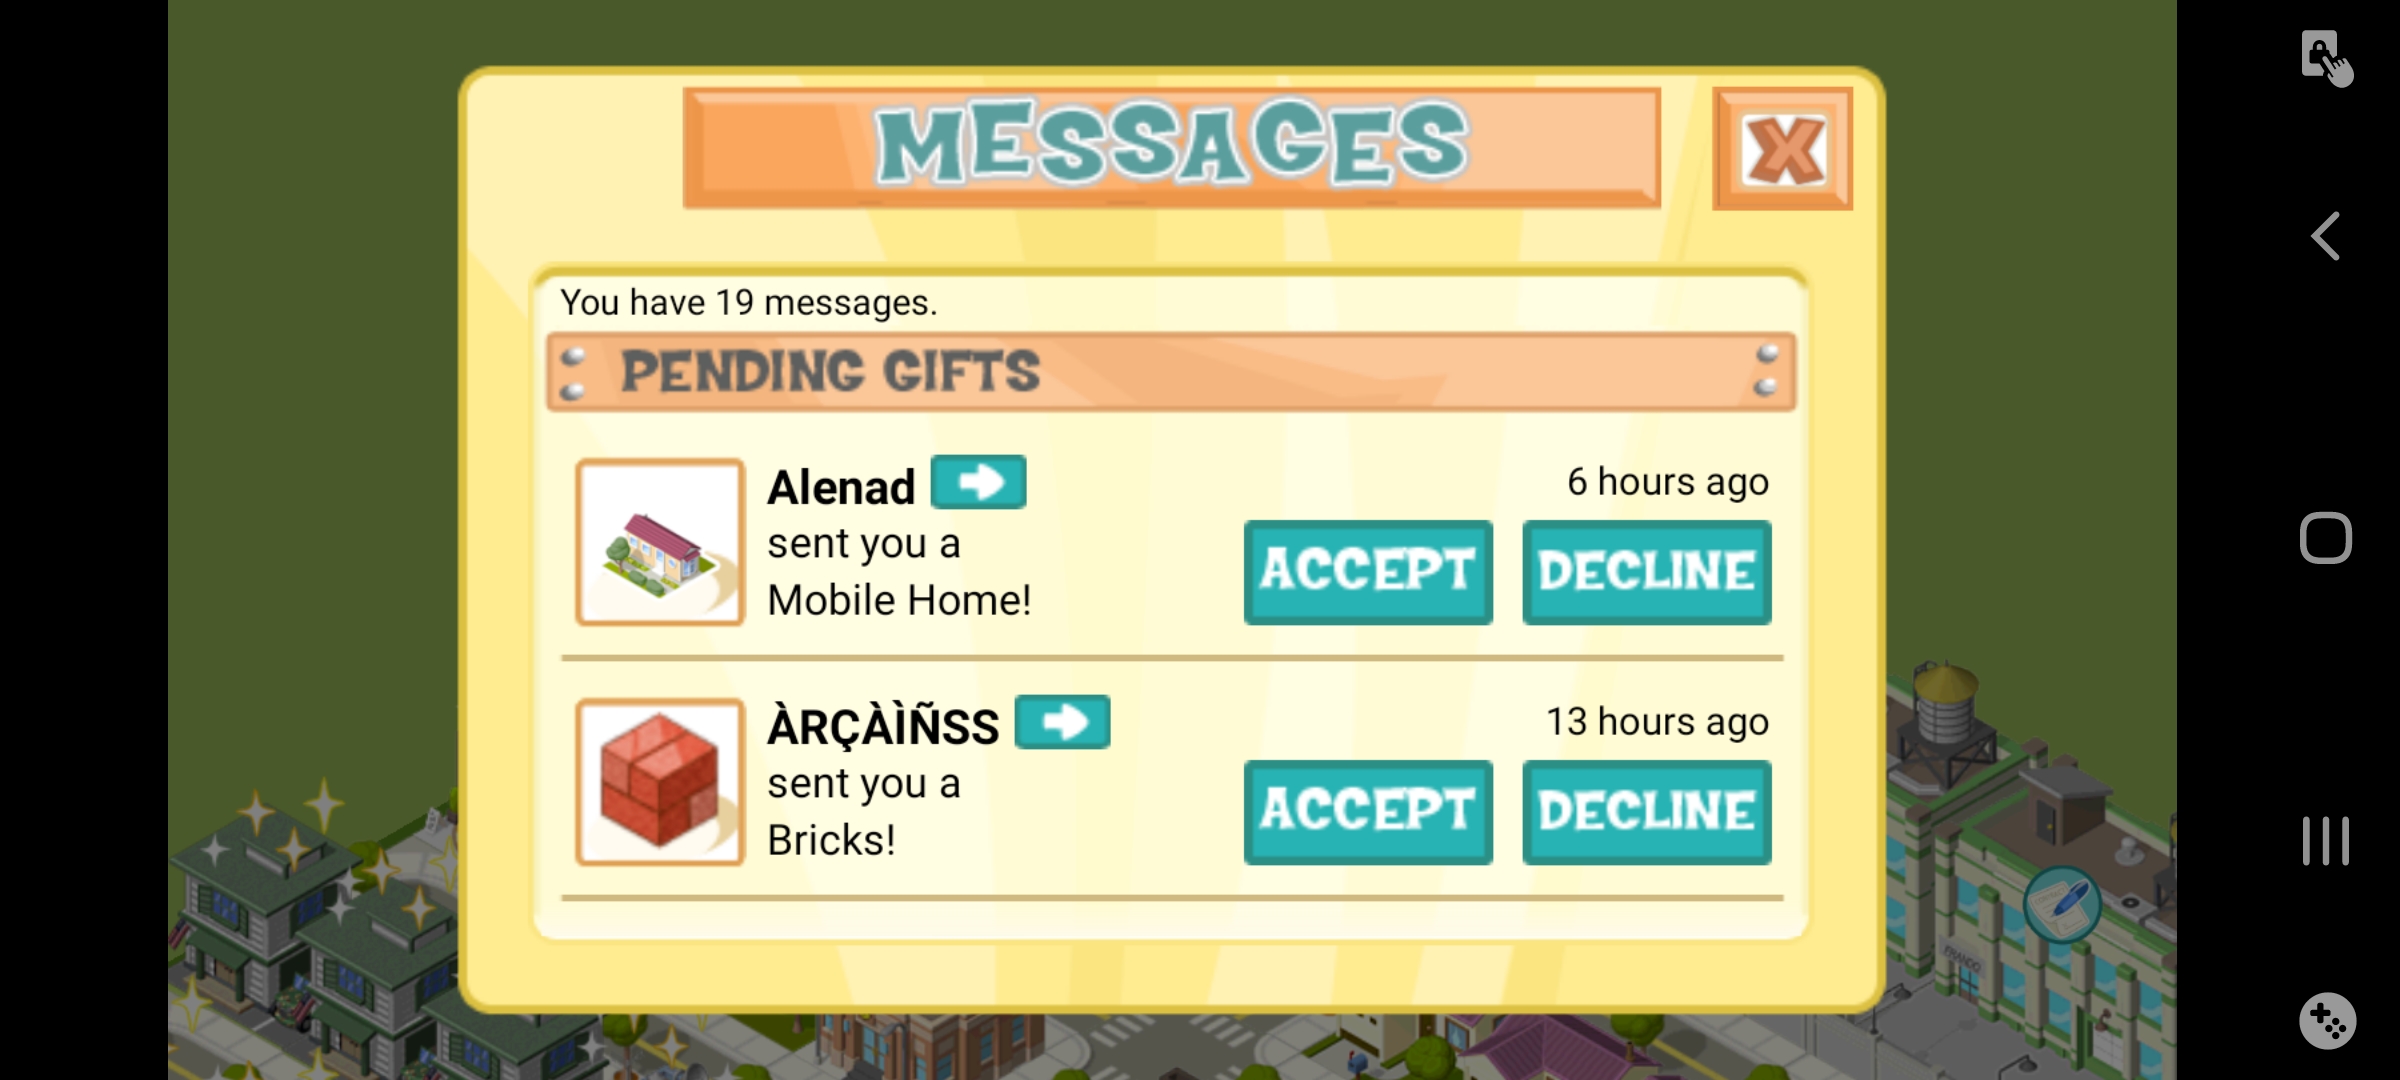 MESSAGES
X
You have 19 messages.
PENDING GIFTS
Alenad
6 hours ago
sent you a
Mobile Home!
ACCEPT
DECLINE
ÀRÇÀÌÑSS
13 hours ago
sent you a
Bricks!
ACCEPT
DECLINE